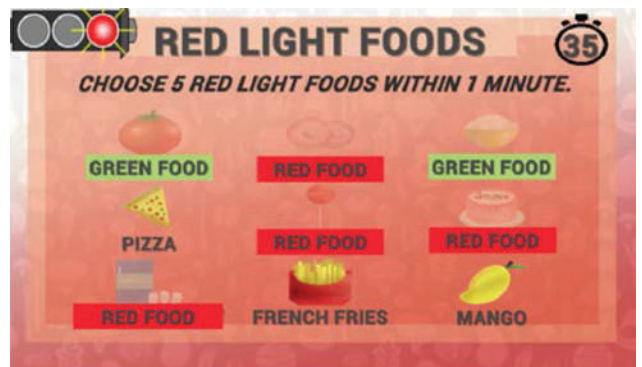 RED LIGHT FOODS
35
CHOOSE 5 RED LIGHT FOODS WITHIN 1 MINUTE.
GREEN FOOD RED FOOD GREEN FOOD
PIZZA RED FOOD RED FOOD
RED FOOD FRENCH FRIES MANGO